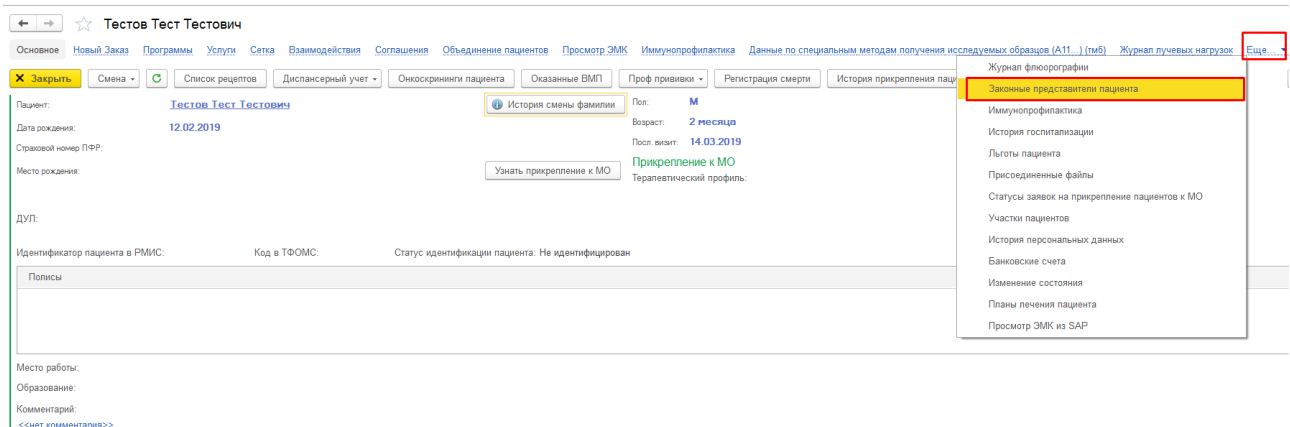 Тестов Тест Тестович
Основное Новый Заказ Программы Услуги Сетка Взаимодействия Соглашения Объединение пациентов Просмотр ЭМК Иммунопрофилактика Данные по специальным методам получения исследуемых образцов (А11...) (тмб) Журнал лучевых нагрузок Еще...
Закрыть Смена Список рецептов Диспансерный учет Онкоскрининги пациента Оказанные ВМП Проф прививки Регистрация смерти История прикрепления
Пациент: Тестов Тест Тестович История смены фамилии Пол: М
Дата рождения: 12.02.2019 Возраст: 2 месяца
Страховой номер ПФР: Посл. визит: 14.03.2019
Место рождения: Узнать прикрепление к МО Прикрепление к МО
Терапевтический профиль:
ДУЛ:
Идентификатор пациента в РМИС: Код в ТФОМС: Статус идентификации пациента: Не идентифицирован
Полисы
Место работы:
Образование:
Комментарий:
<<нет комментария>>
Журнал флюорографии
Законные представители пациента
Иммунопрофилактика
История госпитализации
Льготы пациента
Присоединенные файлы
Статусы заявок на прикрепление пациентов к МО
Участки пациентов
История персональных данных
Банковские счета
Изменение состояния
Планы лечения пациента
Просмотр ЭМК из SAP